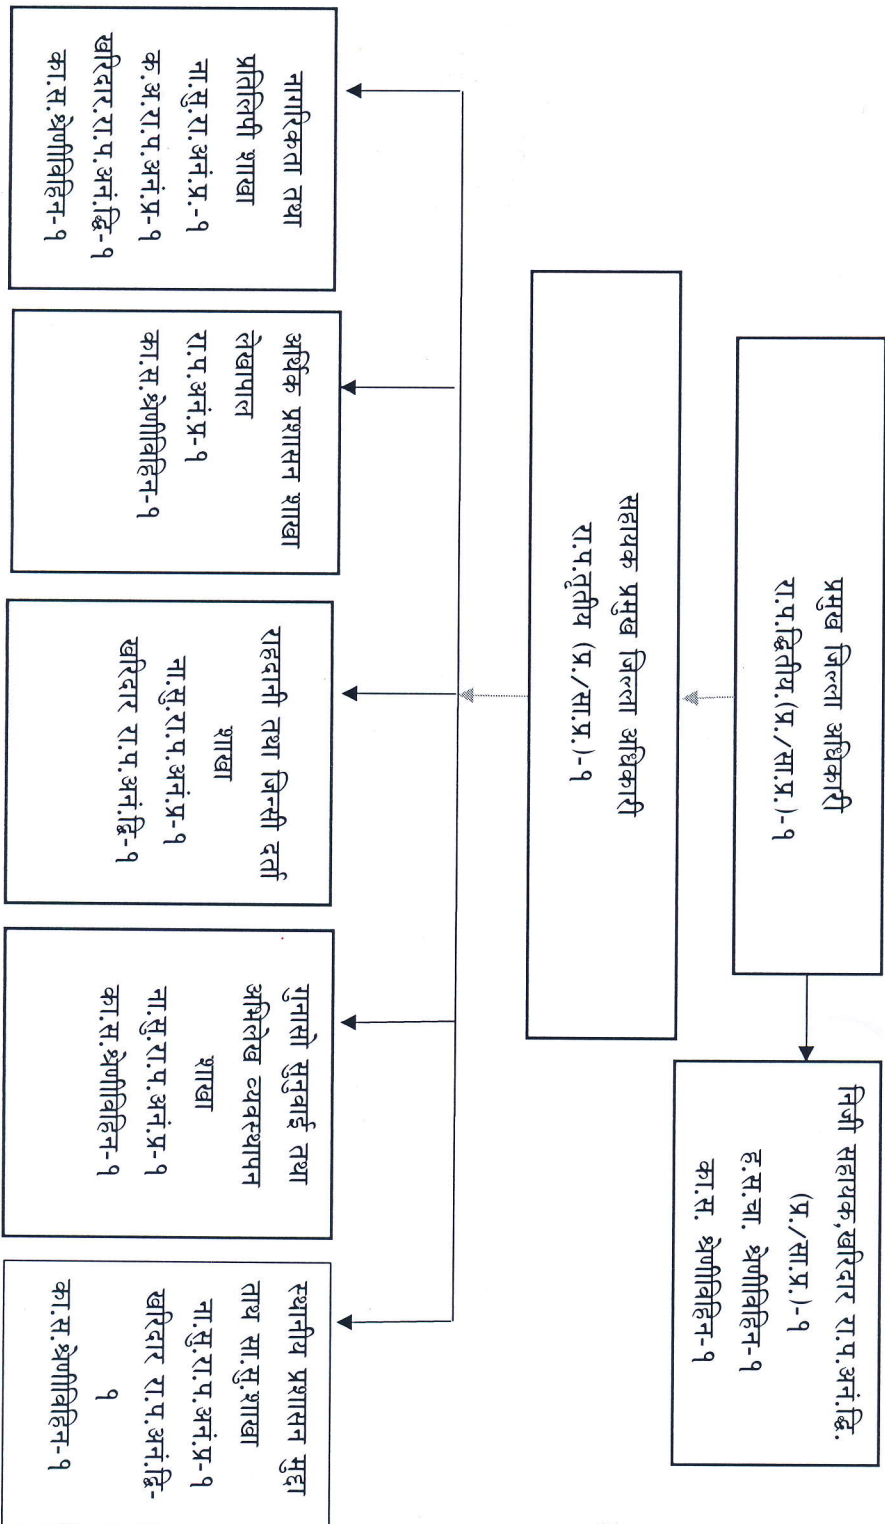 प्रमुख जिल्ला अधिकारी
रा.प.द्वितीय.(प्र./सा.प्र.)-१
निजी सहायक,खरिदार रा.प.अनं.द्वि.
(प्र./सा.प्र.)-१
ह.स.चा. श्रेणीविहिन-१
का.स. श्रेणीविहिन-१
सहायक प्रमुख जिल्ला अधिकारी
रा.प.तृतीय (प्र./सा.प्र.)-१
नागरिकता तथा
प्रतिलिपी शाखा
ना.सु.रा.अनं.प्र.-१
क.अ.रा.प.अनं.प्र-१
खरिदार.रा.प.अनं.द्वि-१
का.स.श्रेणीविहिन-१
अर्थिक प्रशासन शाखा
लेखापाल
रा.प.अनं.प्र-१
का.स.श्रेणीविहिन-१
राहदानी तथा जिन्सी दर्ता
शाखा
ना.सु.रा.प.अनं.प्र-१
खरिदार रा.प.अनं.द्वि-१
गुनासो सुनुवाई तथा
अभिलेख व्यवस्थापन
शाखा
ना.सु.रा.प.अनं.प्र-१
का.स.श्रेणीविहिन-१
स्थानीय प्रशासन मुद्दा
ताथ सा.सु.शाखा
ना.सु.रा.प.अनं.प्र-१
खरिदार रा.प.अनं.द्वि-
१
का.स.श्रेणीविहिन-१